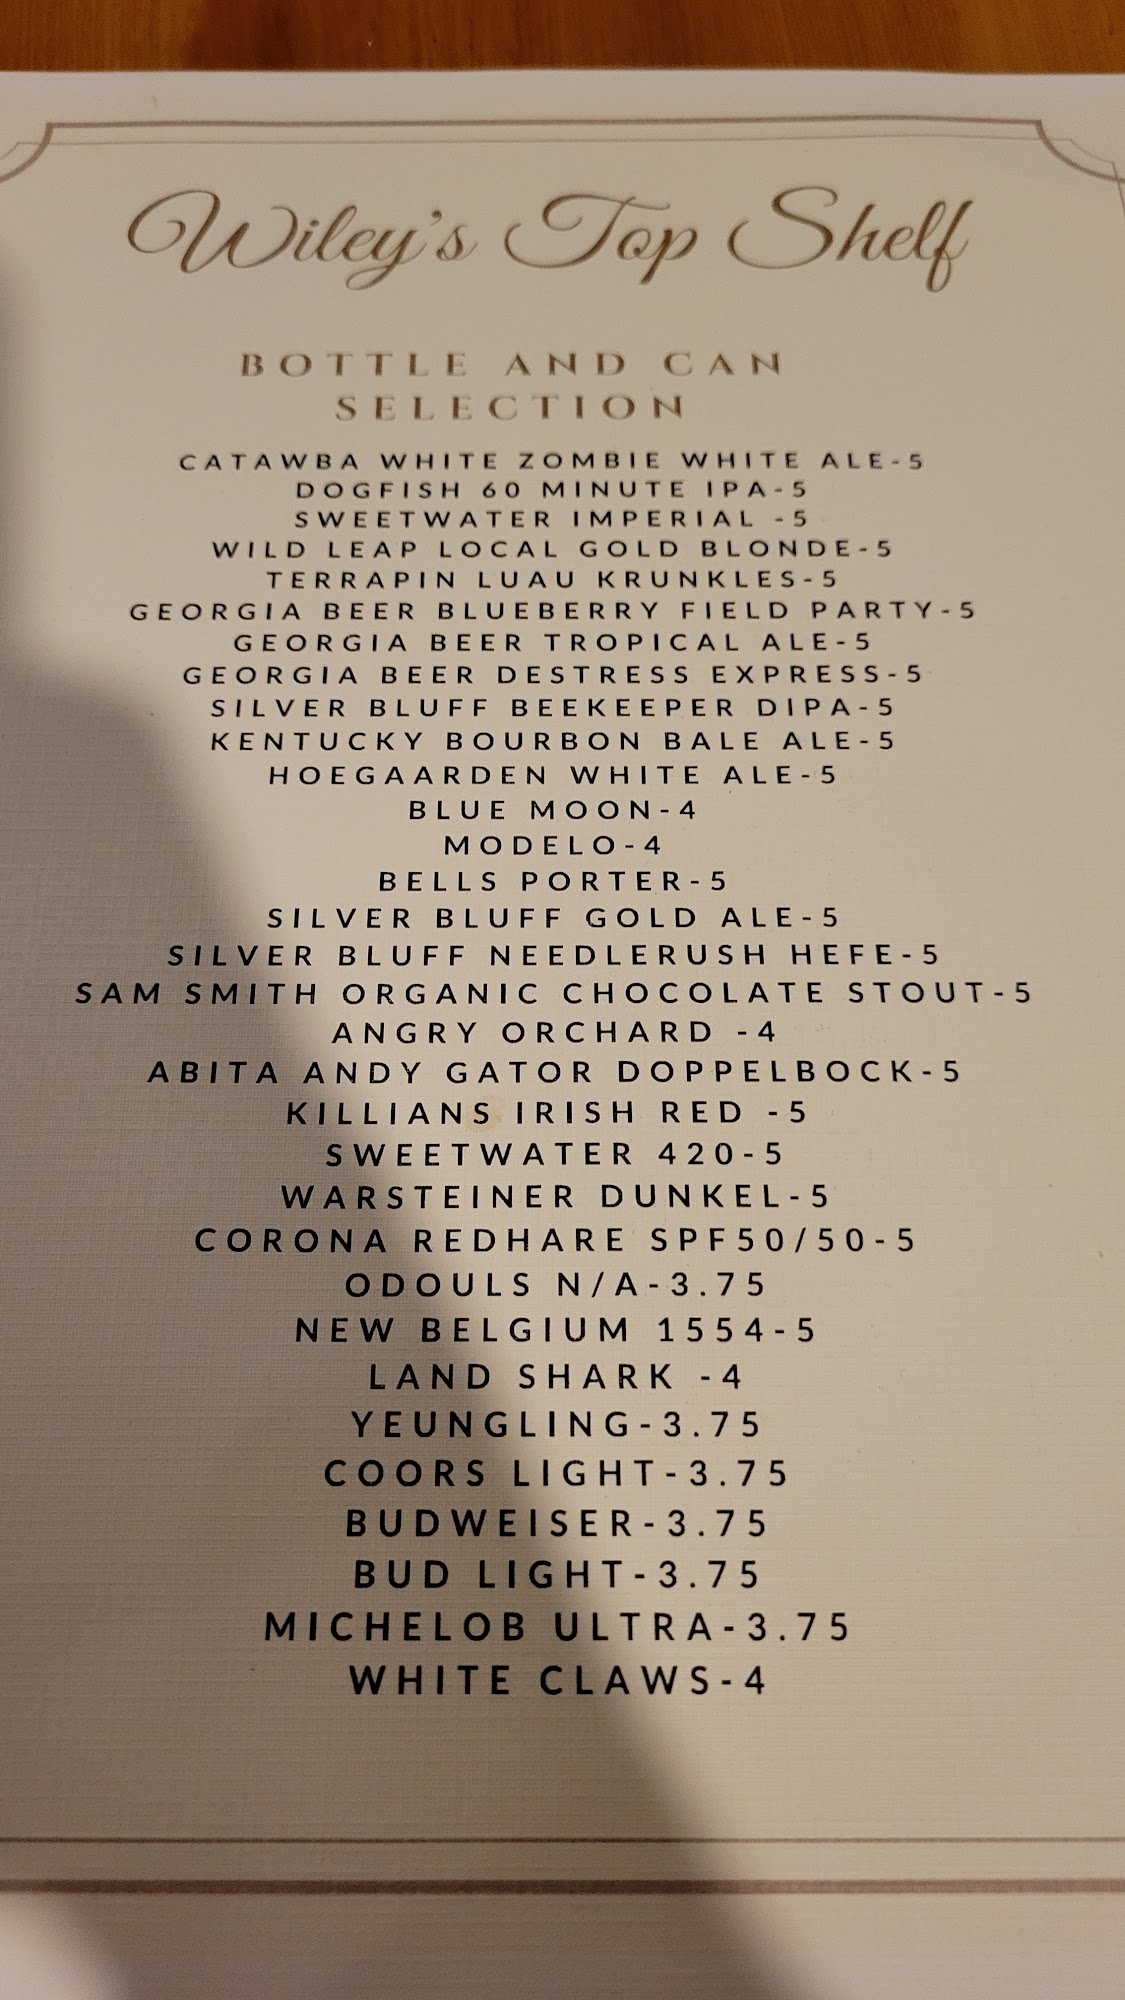 Wiley's Top Shelf
BOTTLE AND CAN
SELECTION
CATAWBA WHITE ZOMBIE WHITE ALE-5
DOGFISH 60 MINUTE IPA-5
SWEETWATER IMPERIAL -5
WILD LEAP LOCAL GOLD BLONDE-5
TERRAPIN LUAU KRUNKLES-5
GEORGIA BEER BLUEBERRY FIELD PARTY-5
GEORGIA BEER TROPICAL ALE-5
GEORGIA BEER DESTRESS EXPRESS-5
SILVER BLUFF BEEKEEPER DIPA-5
KENTUCKY BOURBON BALE ALE-5
HOEGAARDEN WHITE ALE-5
BLUE MOON-4
MODELO-4
BELLS PORTER-5
SILVER BLUFF GOLD ALE-5
SILVER BLUFF NEEDLERUSH HEFE-5
SAM SMITH ORGANIC CHOCOLATE STOUT-5
ANGRY ORCHARD -4
ABITA ANDY GATOR DOPPELBOCK-5
KILLIANS IRISH RED -5
SWEETWATER 420-5
WARSTEINER DUNKEL-5
CORONA REDHARE SPF50/50-5
ODOULS N/A-3.75
NEW BELGIUM 1554-5
LAND SHARK -4
YEUNGLING-3.75
COORS LIGHT-3.75
BUDWEISER-3.75
BUD LIGHT-3.75
MICHELOB ULTRA-3.75
WHITE CLAWS-4